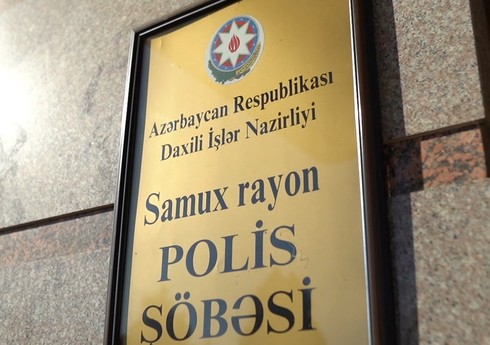 Azərbaycan Respublikası
Daxili İşlər Nazirliyi
Samux rayon
POLİS
ŞÖBƏSİ